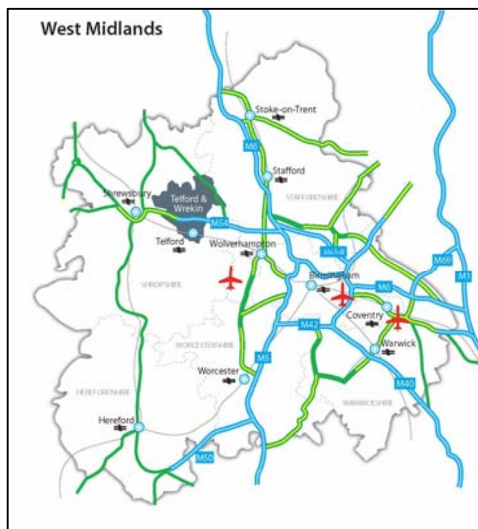 West Midlands
Stoke-on-Trent
M6
Stafford
STAFFORDSHIRE
Shrewsbury
Telford &
Wrekin
M54
Telford
Wolverhampton
M6 Toll
Birmingham
M69
M1
M6
SHROPSHIRE
Coventry
M42
WORCESTERSHIRE
M5
Warwick
Worcester
M40
HEREFORDSHIRE
WARWICKSHIRE
Hereford
M50